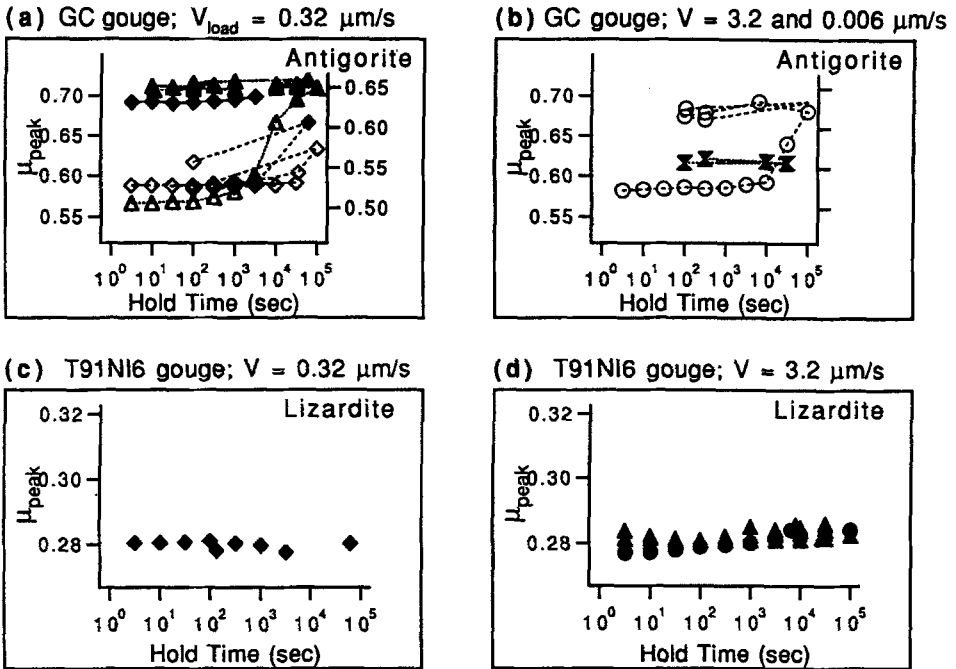 (a) GC gouge; V_load = 0.32 μm/s
Antigorite
0.70
0.65
0.60
0.55
μ_peak
0.65
0.60
0.55
0.50
10^0 10^1 10^2 10^3 10^4 10^5
Hold Time (sec)
(b) GC gouge; V = 3.2 and 0.006 μm/s
Antigorite
0.70
0.65
0.60
0.55
μ_peak
10^0 10^1 10^2 10^3 10^4 10^5
Hold Time (sec)
(c) T91NI6 gouge; V = 0.32 μm/s
Lizardite
0.32
0.30
0.28
μ_peak
10^0 10^1 10^2 10^3 10^4 10^5
Hold Time (sec)
(d) T91NI6 gouge; V = 3.2 μm/s
Lizardite
0.32
0.30
0.28
μ_peak
10^0 10^1 10^2 10^3 10^4 10^5
Hold Time (sec)